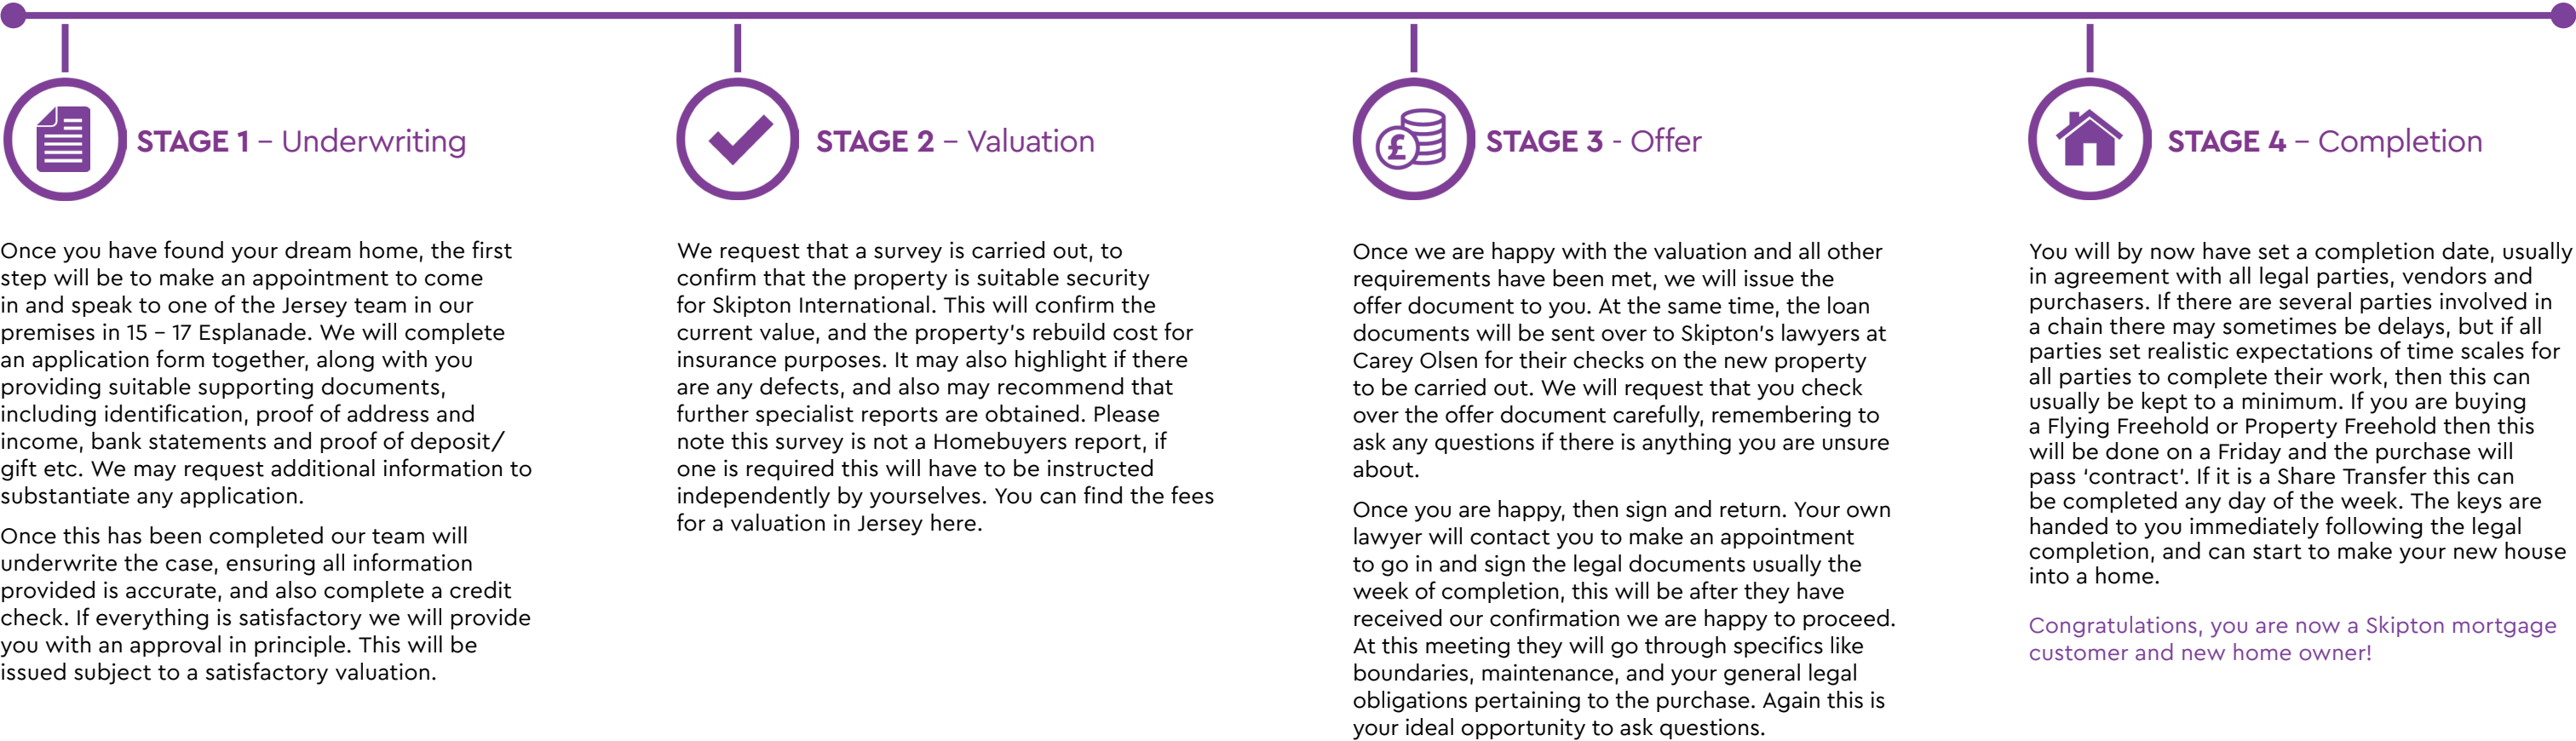 STAGE 1 – Underwriting
Once you have found your dream home, the first
step will be to make an appointment to come
in and speak to one of the Jersey team in our
premises in 15 – 17 Esplanade. We will complete
an application form together, along with you
providing suitable supporting documents,
including identification, proof of address and
income, bank statements and proof of deposit/
gift etc. We may request additional information to
substantiate any application.
Once this has been completed our team will
underwrite the case, ensuring all information
provided is accurate, and also complete a credit
check. If everything is satisfactory we will provide
you with an approval in principle. This will be
issued subject to a satisfactory valuation.
STAGE 2 – Valuation
We request that a survey is carried out, to
confirm that the property is suitable security
for Skipton International. This will confirm the
current value, and the property's rebuild cost for
insurance purposes. It may also highlight if there
are any defects, and also may recommend that
further specialist reports are obtained. Please
note this survey is not a Homebuyers report, if
one is required this will have to be instructed
independently by yourselves. You can find the fees
for a valuation in Jersey here.
£
STAGE 3 - Offer
Once we are happy with the valuation and all other
requirements have been met, we will issue the
offer document to you. At the same time, the loan
documents will be sent over to Skipton's lawyers at
Carey Olsen for their checks on the new property
to be carried out. We will request that you check
over the offer document carefully, remembering to
ask any questions if there is anything you are unsure
about.
Once you are happy, then sign and return. Your own
lawyer will contact you to make an appointment
to go in and sign the legal documents usually the
week of completion, this will be after they have
received our confirmation we are happy to proceed.
At this meeting they will go through specifics like
boundaries, maintenance, and your general legal
obligations pertaining to the purchase. Again this is
your ideal opportunity to ask questions.
STAGE 4 – Completion
You will by now have set a completion date, usually
in agreement with all legal parties, vendors and
purchasers. If there are several parties involved in
a chain there may sometimes be delays, but if all
parties set realistic expectations of time scales for
all parties to complete their work, then this can
usually be kept to a minimum. If you are buying
a Flying Freehold or Property Freehold then this
will be done on a Friday and the purchase will
pass 'contract'. If it is a Share Transfer this can
be completed any day of the week. The keys are
handed to you immediately following the legal
completion, and can start to make your new house
into a home.
Congratulations, you are now a Skipton mortgage
customer and new home owner!